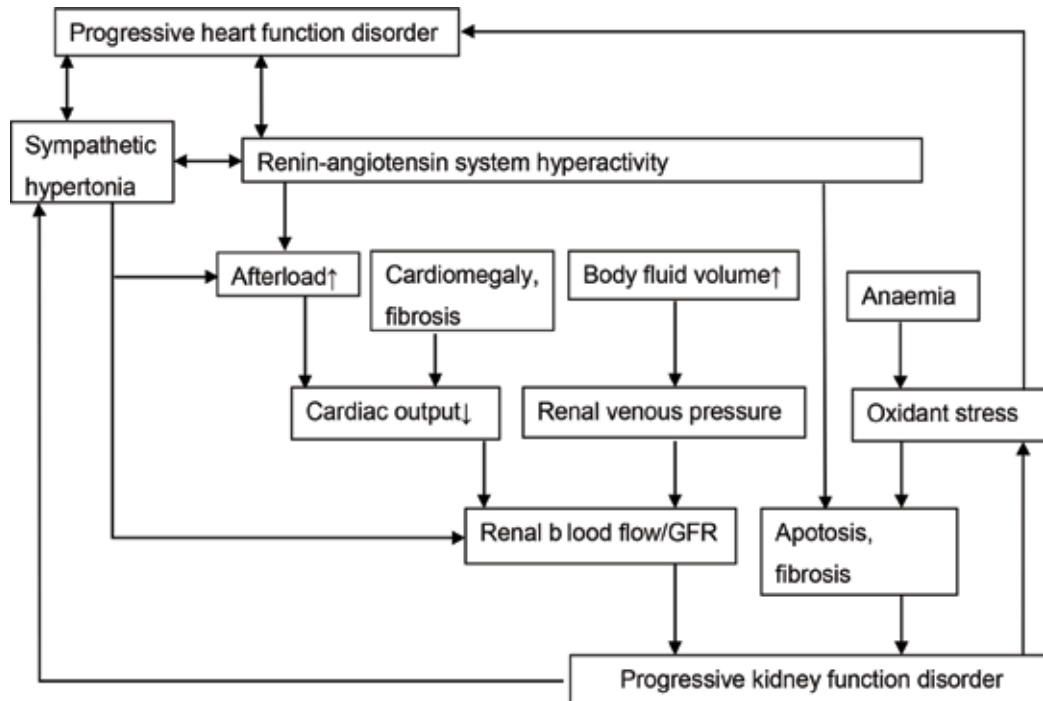 Progressive heart function disorder
Sympathetic
hypertonia
Renin-angiotensin system hyperactivity
Afterload↑
Cardiomegaly,
fibrosis
Body fluid volume↑
Anaemia
Cardiac output↓
Renal venous pressure
Oxidant stress
Renal b lood flow/GFR
Apotosis,
fibrosis
Progressive kidney function disorder